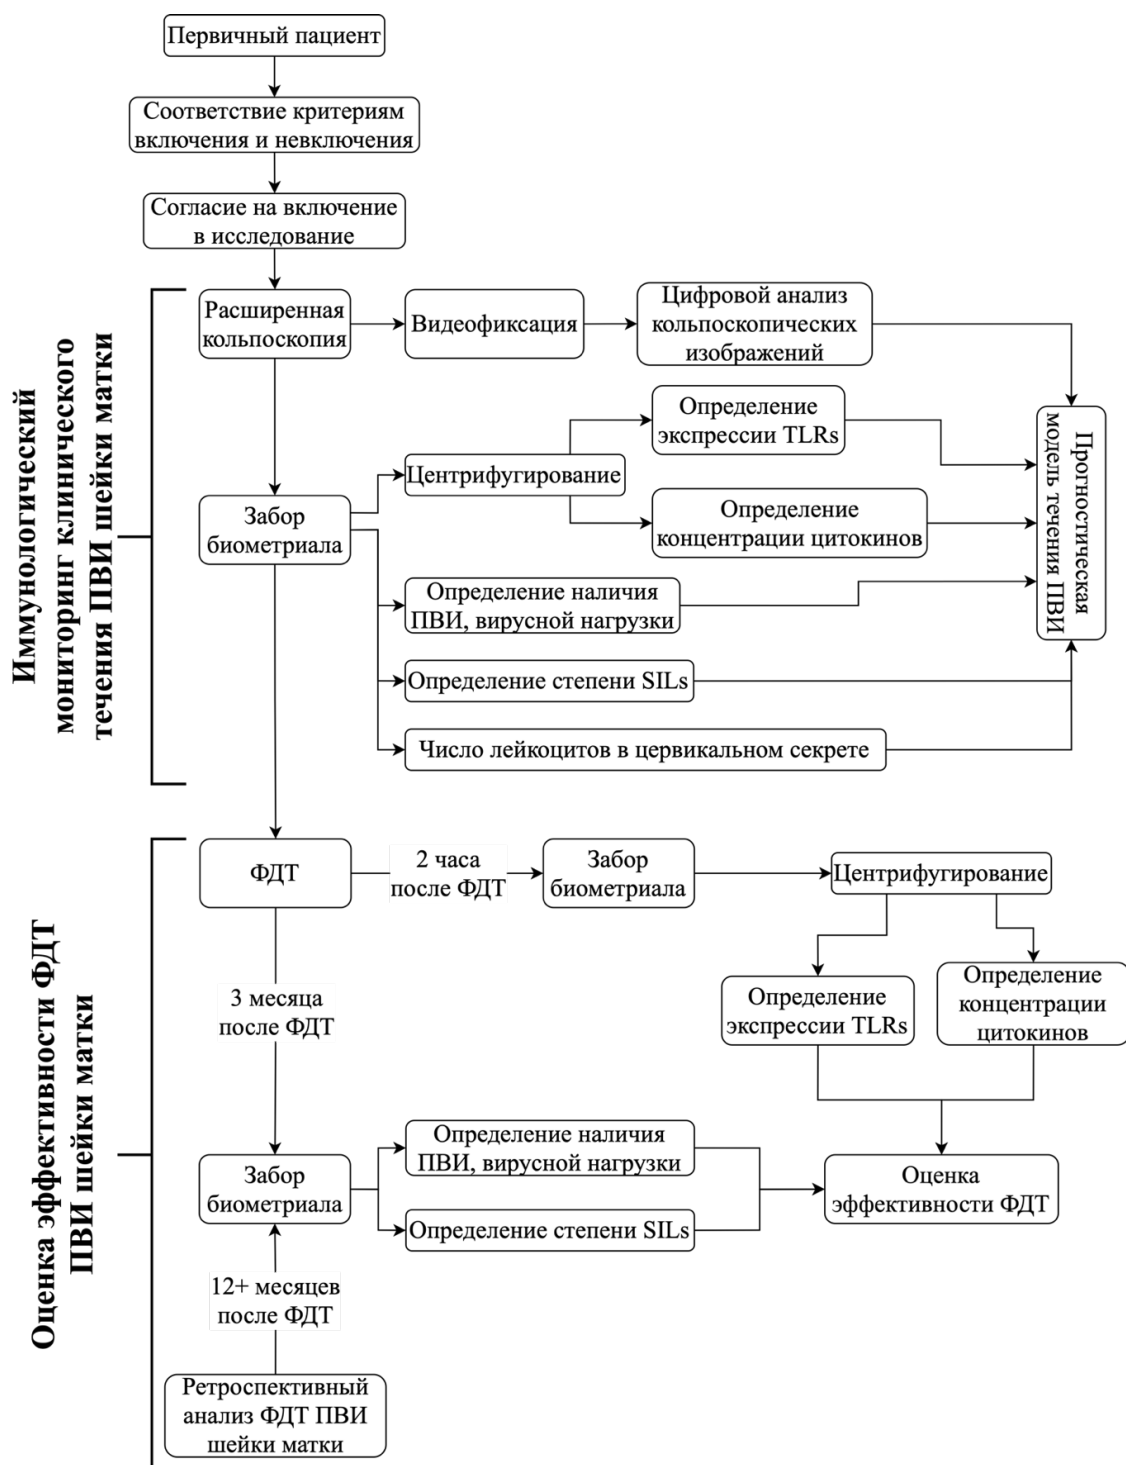 Первичный пациент
Соответствие критериям
включения и невключения
Согласие на включение
в исследование
Иммунологический
мониторинг клинического
течения ПВИ шейки матки
Расширенная
кольпоскопия
Видеофиксация
Цифровой анализ
кольпоскопических
изображений
Забор
биометриала
Центрифугирование
Определение
экспрессии TLRs
Определение
концентрации цитокинов
Определение наличия
ПВИ, вирусной нагрузки
Определение степени SILs
Число лейкоцитов в цервикальном секрете
Прогностическая
модель течения ПВИ
Оценка эффективности ФДТ
ПВИ шейки матки
ФДТ
2 часа
после ФДТ
Забор
биометриала
Центрифугирование
Определение
экспрессии TLRs
Определение
концентрации
цитокинов
3 месяца
после ФДТ
Забор
биометриала
Определение наличия
ПВИ, вирусной нагрузки
Определение степени SILs
Оценка
эффективности ФДТ
12+ месяцев
после ФДТ
Ретроспективный
анализ ФДТ ПВИ
шейки матки